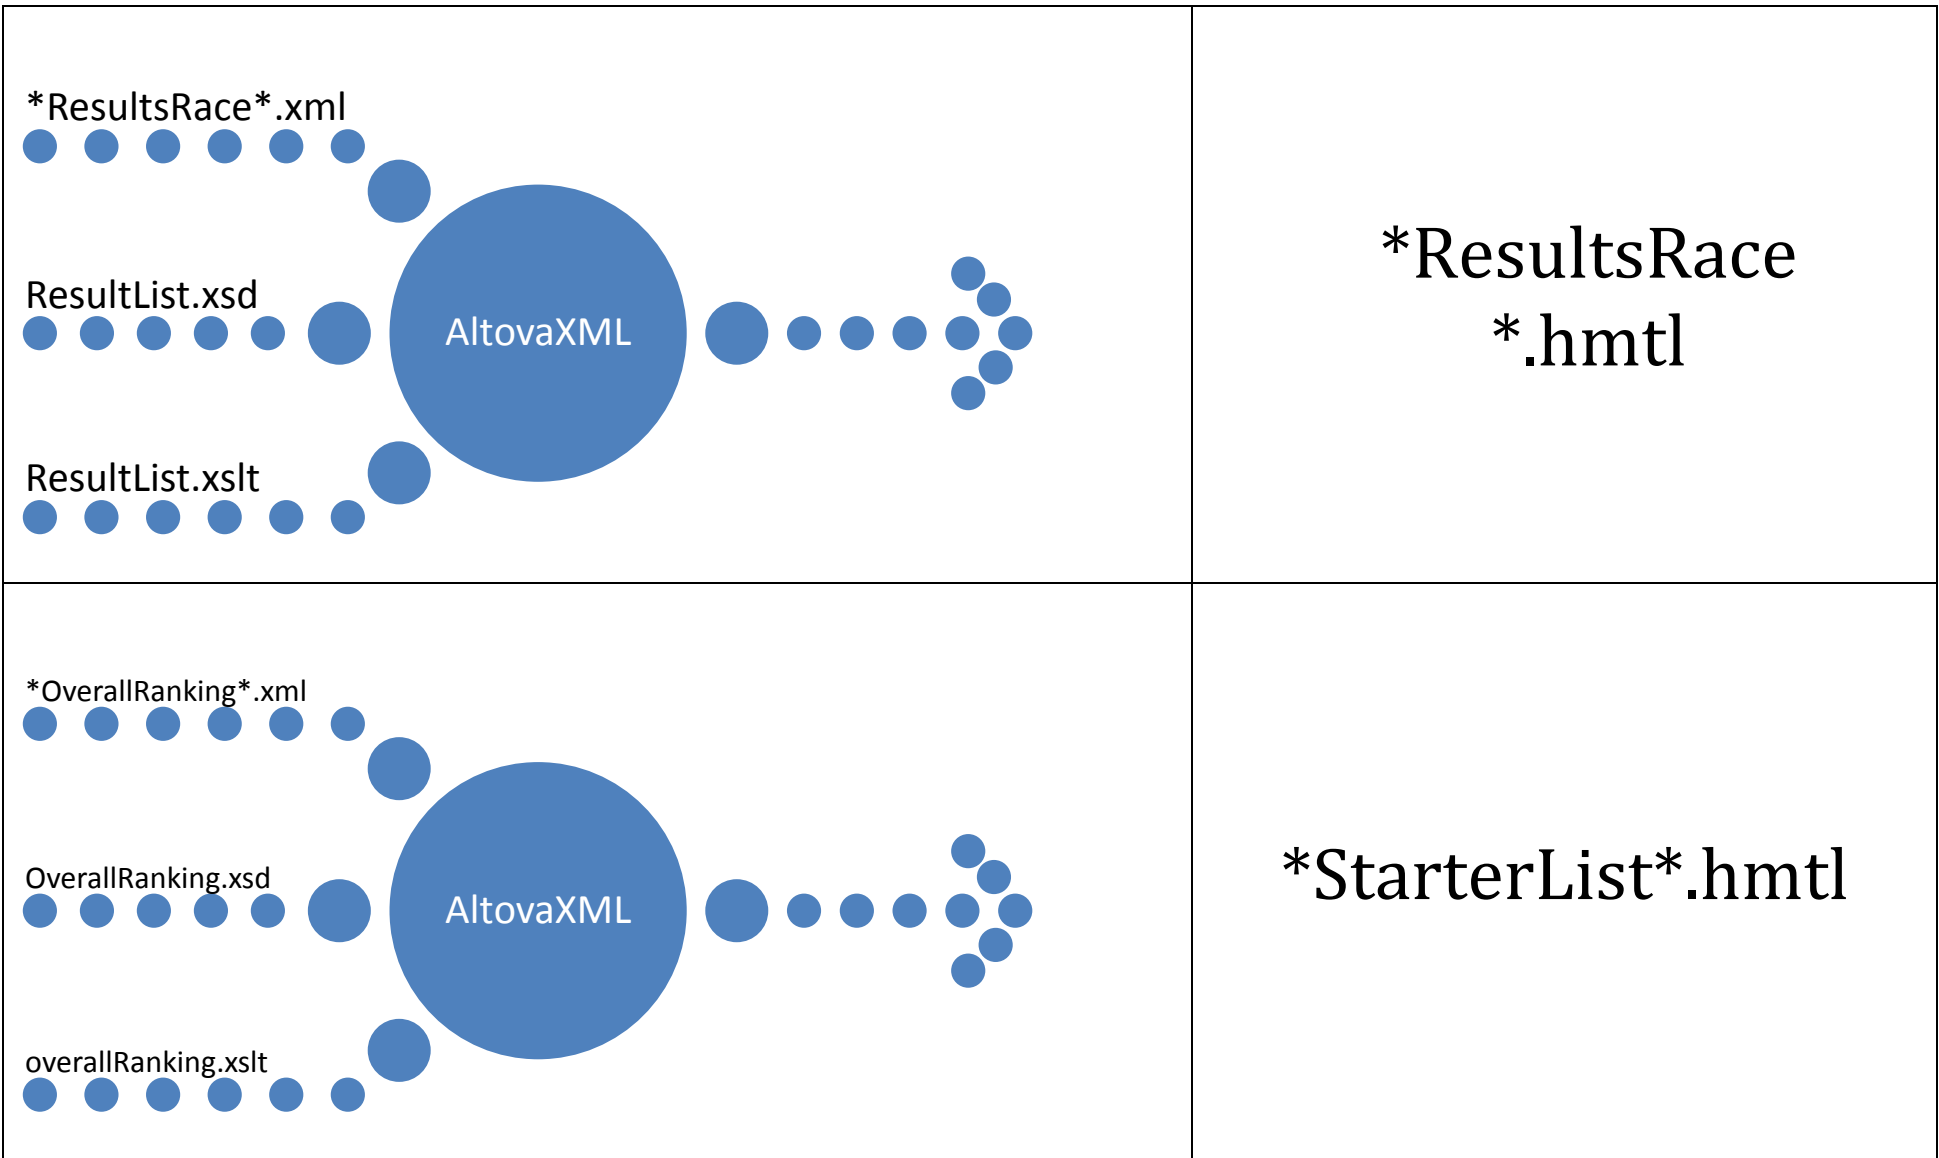 *ResultsRace*.xml
ResultList.xsd
AltovaXML
ResultList.xslt
*ResultsRace
*.hmtl
*OverallRanking*.xml
OverallRanking.xsd
AltovaXML
overallRanking.xslt
*StarterList*.hmtl